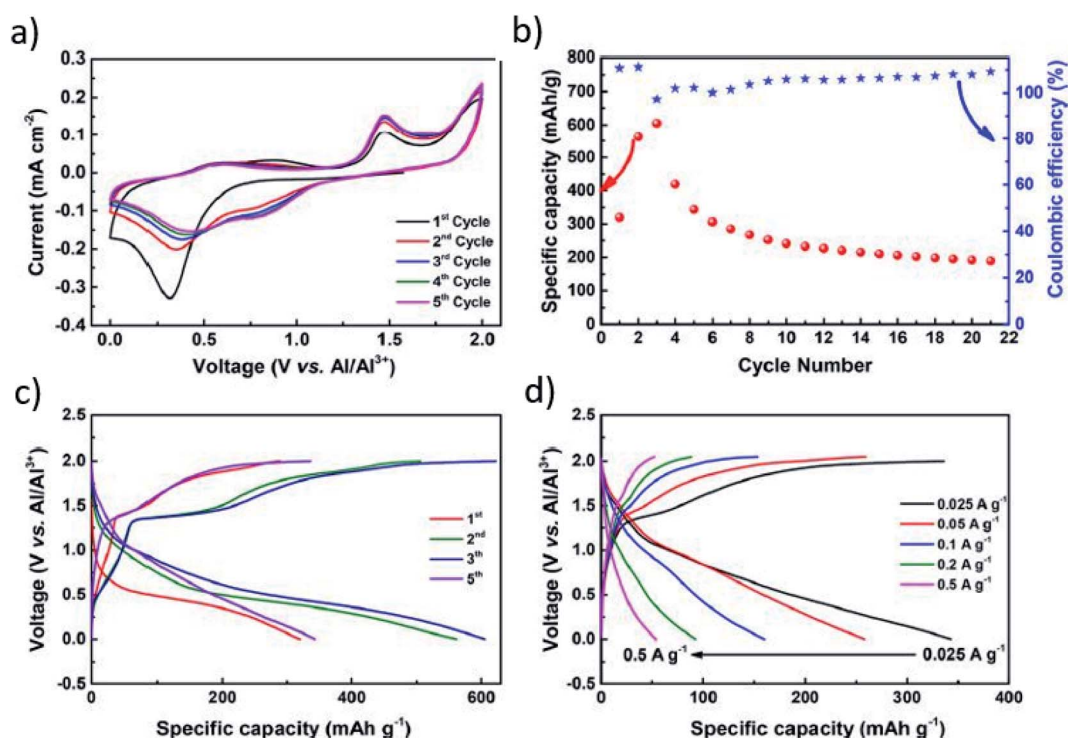 a)
0.3
0.2
0.1
0.0
-0.1
-0.2
-0.3
-0.4
Current (mA cm⁻²)
1st Cycle
2nd Cycle
3rd Cycle
4th Cycle
5th Cycle
0.0 0.5 1.0 1.5 2.0
Voltage (V vs. Al/Al³⁺)
b)
800
700
600
500
400
300
200
100
0
Specific capacity (mAh/g)
100
80
60
40
20
0
Coulombic efficiency (%)
0 2 4 6 8 10 12 14 16 18 20 22
Cycle Number
c)
2.5
2.0
1.5
1.0
0.5
0.0
-0.5
Voltage (V vs. Al/Al³⁺)
1st
2nd
3th
5th
0 200 400 600
Specific capacity (mAh g⁻¹)
d)
2.5
2.0
1.5
1.0
0.5
0.0
-0.5
Voltage (V vs. Al/Al³⁺)
0.025 A g⁻¹
0.05 A g⁻¹
0.1 A g⁻¹
0.2 A g⁻¹
0.5 A g⁻¹
0.5 A g⁻¹ 0.025 A g⁻¹
0 100 200 300 400
Specific capacity (mAh g⁻¹)